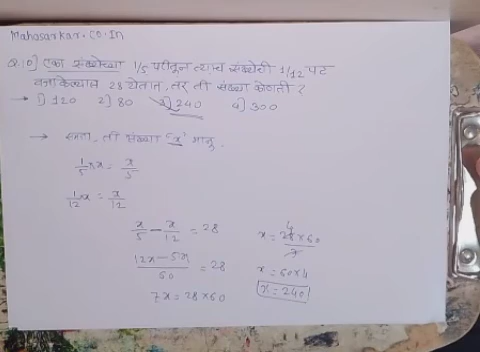 Mahasarkar.co.in
Q.10) एका संख्येच्या 1/5 पटीतून त्याच संख्येची 1/12 पट
वजा केल्यास 28 येतात, तर ती संख्या कोणती?
→ 1) 120 2) 80 3) 240 4) 300
→ समजा, ती संख्या 'x' मानू.
1/5 × x = x/5
1/12 x = x/12
x/5 - x/12 = 28
(12x - 5x)/60 = 28
7x = 28 × 60
x = 28 × 60 / 7
4
x = 60 × 4
x = 240